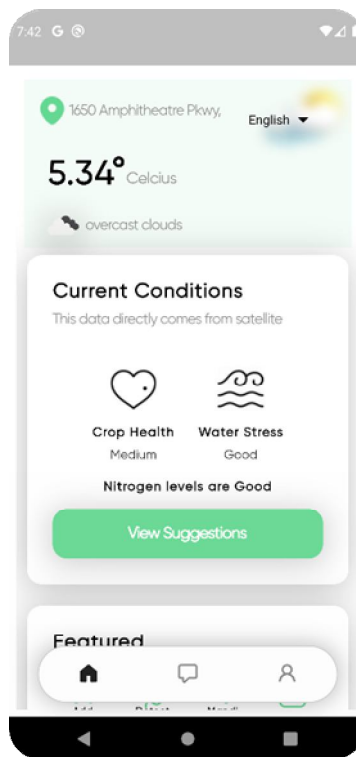 7:42 G
1650 Amphitheatre Pkwy,
English
5.34° Celcius
overcast clouds
Current Conditions
This data directly comes from satellite
Crop Health Water Stress
Medium Good
Nitrogen levels are Good
View Suggestions
Featured